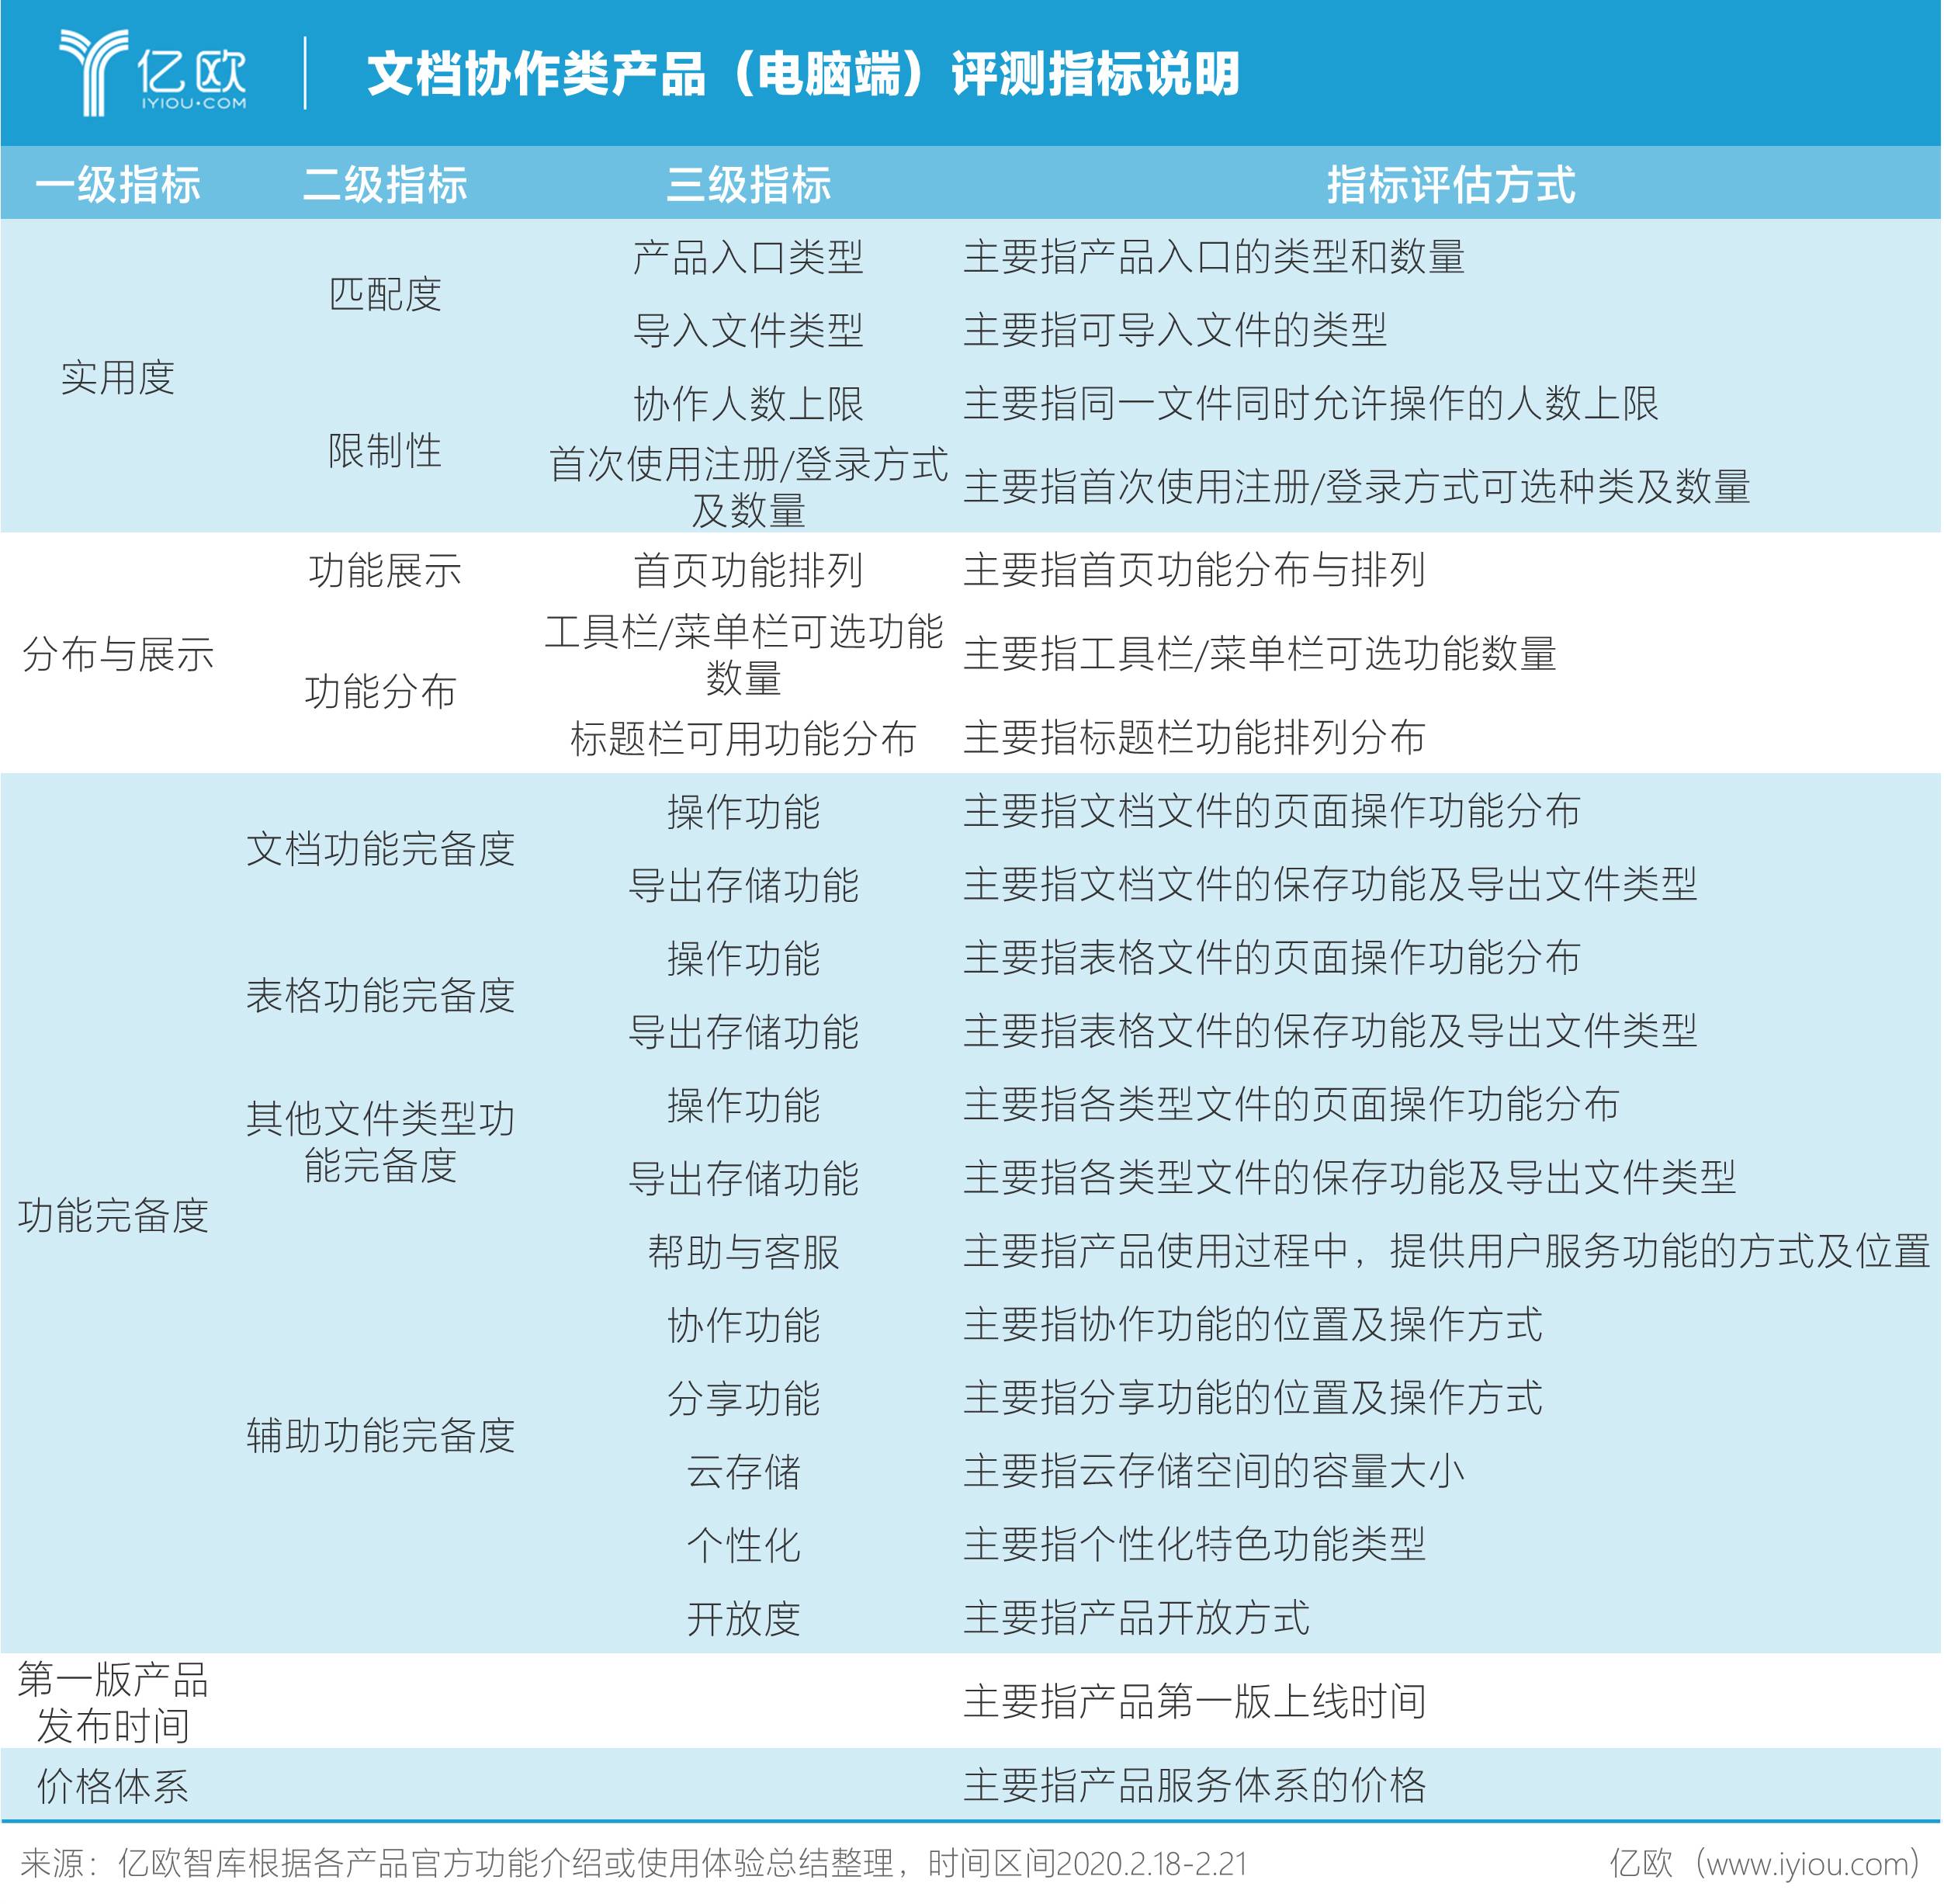 亿欧
IYIOU·COM
文档协作类产品（电脑端）评测指标说明
一级指标 二级指标 三级指标 指标评估方式
实用度
匹配度
产品入口类型 主要指产品入口的类型和数量
导入文件类型 主要指可导入文件的类型
限制性
协作人数上限 主要指同一文件同时允许操作的人数上限
首次使用注册/登录方式
及数量
主要指首次使用注册/登录方式可选种类及数量
分布与展示
功能展示 首页功能排列 主要指首页功能分布与排列
功能分布
工具栏/菜单栏可选功能
数量
主要指工具栏/菜单栏可选功能数量
标题栏可用功能分布 主要指标题栏功能排列分布
功能完备度
文档功能完备度
操作功能 主要指文档文件的页面操作功能分布
导出存储功能 主要指文档文件的保存功能及导出文件类型
表格功能完备度
操作功能 主要指表格文件的页面操作功能分布
导出存储功能 主要指表格文件的保存功能及导出文件类型
其他文件类型功
能完备度
操作功能 主要指各类型文件的页面操作功能分布
导出存储功能 主要指各类型文件的保存功能及导出文件类型
辅助功能完备度
帮助与客服 主要指产品使用过程中，提供用户服务功能的方式及位置
协作功能 主要指协作功能的位置及操作方式
分享功能 主要指分享功能的位置及操作方式
云存储 主要指云存储空间的容量大小
个性化 主要指个性化特色功能类型
开放度 主要指产品开放方式
第一版产品
发布时间
主要指产品第一版上线时间
价格体系 主要指产品服务体系的价格
来源：亿欧智库根据各产品官方功能介绍或使用体验总结整理，时间区间2020.2.18-2.21
亿欧（www.iyiou.com）